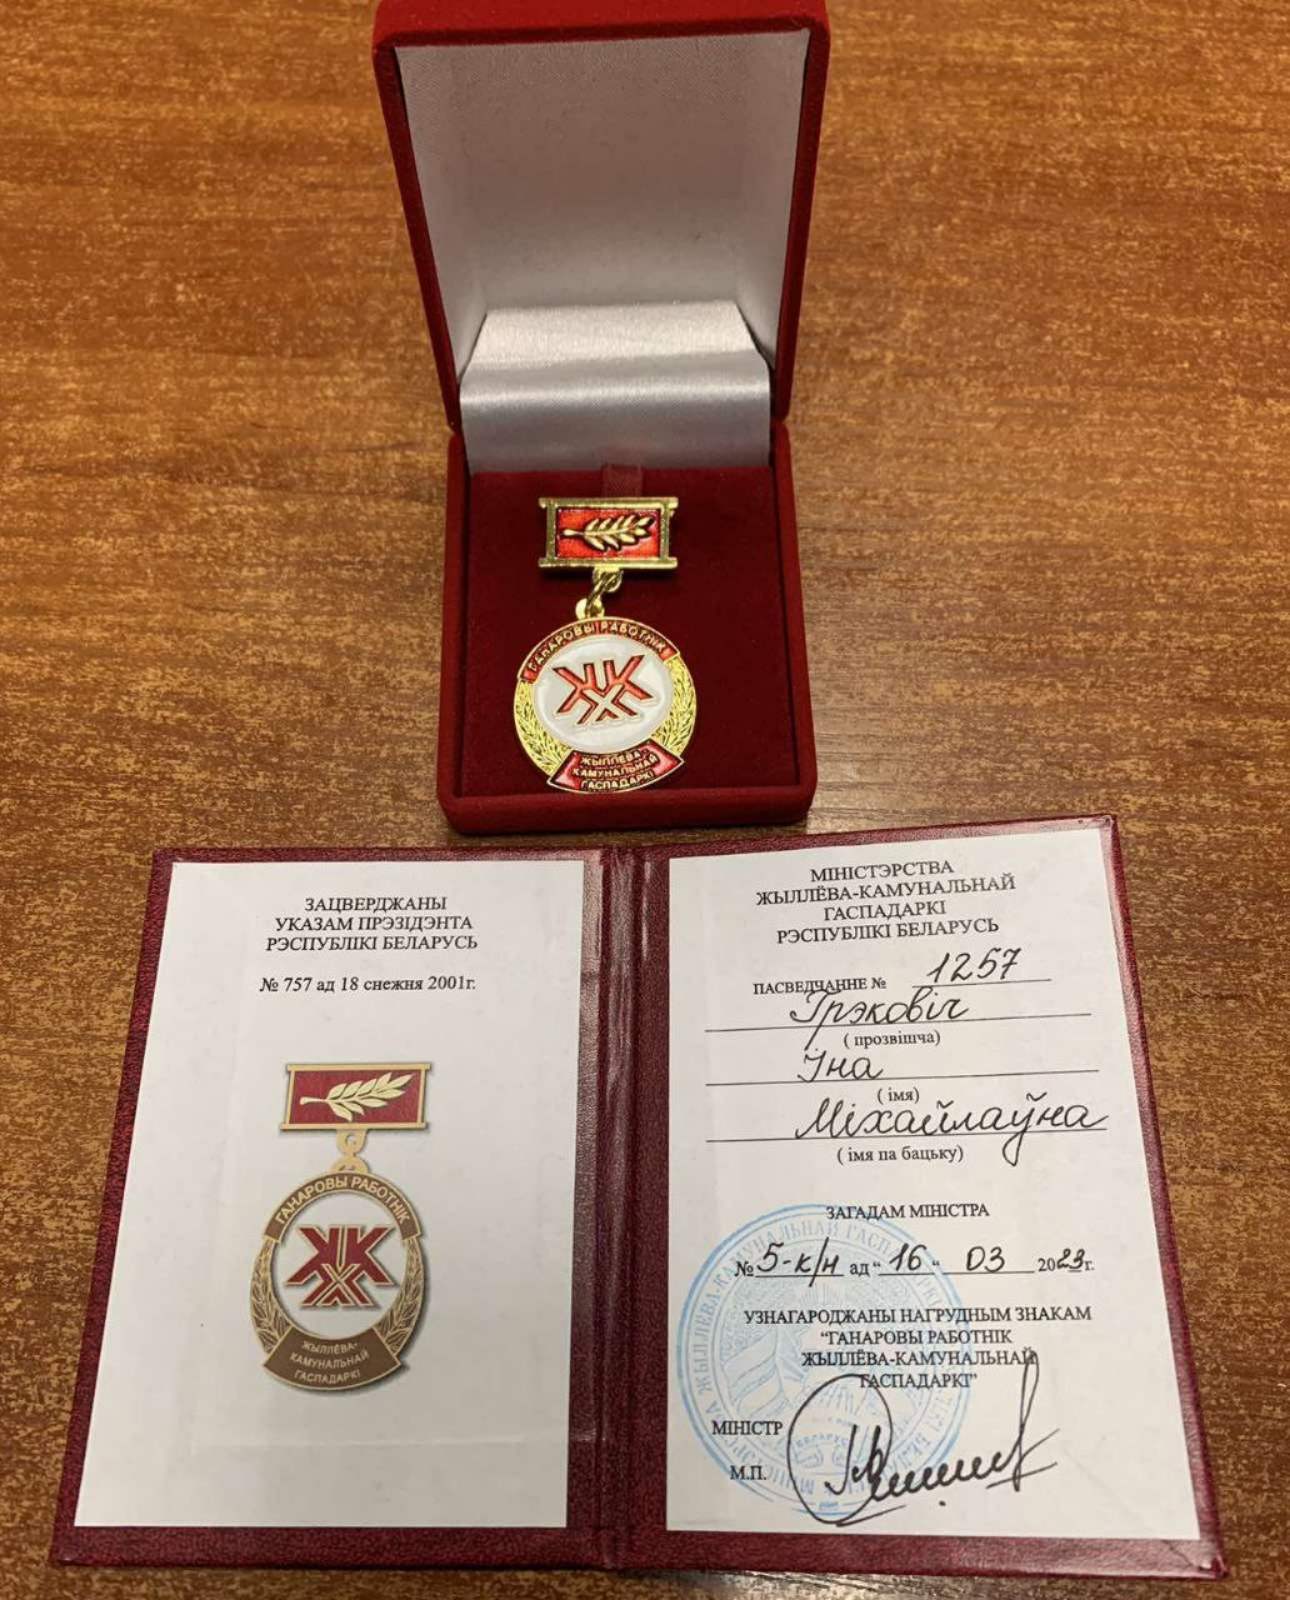 ГАНАРОВЫ РАБОТНІК
ЖЫЛЛЁВА-
КАМУНАЛЬНАЙ
ГАСПАДАРКІ
ЗАЦВЕРДЖАНЫ
УКАЗАМ ПРЭЗІДЭНТА
РЭСПУБЛІКІ БЕЛАРУСЬ
№ 757 ад 18 снежня 2001г.
ГАНАРОВЫ РАБОТНІК
ЖЫЛЛЁВА-
КАМУНАЛЬНАЙ
ГАСПАДАРКІ
МІНІСТЭРСТВА
ЖЫЛЛЁВА-КАМУНАЛЬНАЙ
ГАСПАДАРКІ
РЭСПУБЛІКІ БЕЛАРУСЬ
ПАСВЕДЧАННЕ № 1257
Грэковіч
( прозвішча)
Іна
( імя)
Міхайлаўна
( імя па бацьку)
ЗАГАДАМ МІНІСТРА
№ 5-к/н ад “ 16 “ 03 2023г.
УЗНАГАРОДЖАНЫ НАГРУДНЫМ ЗНАКАМ
“ГАНАРОВЫ РАБОТНІК
ЖЫЛЛЁВА-КАМУНАЛЬНАЙ
ГАСПАДАРКІ”
МІНІСТР
М.П.